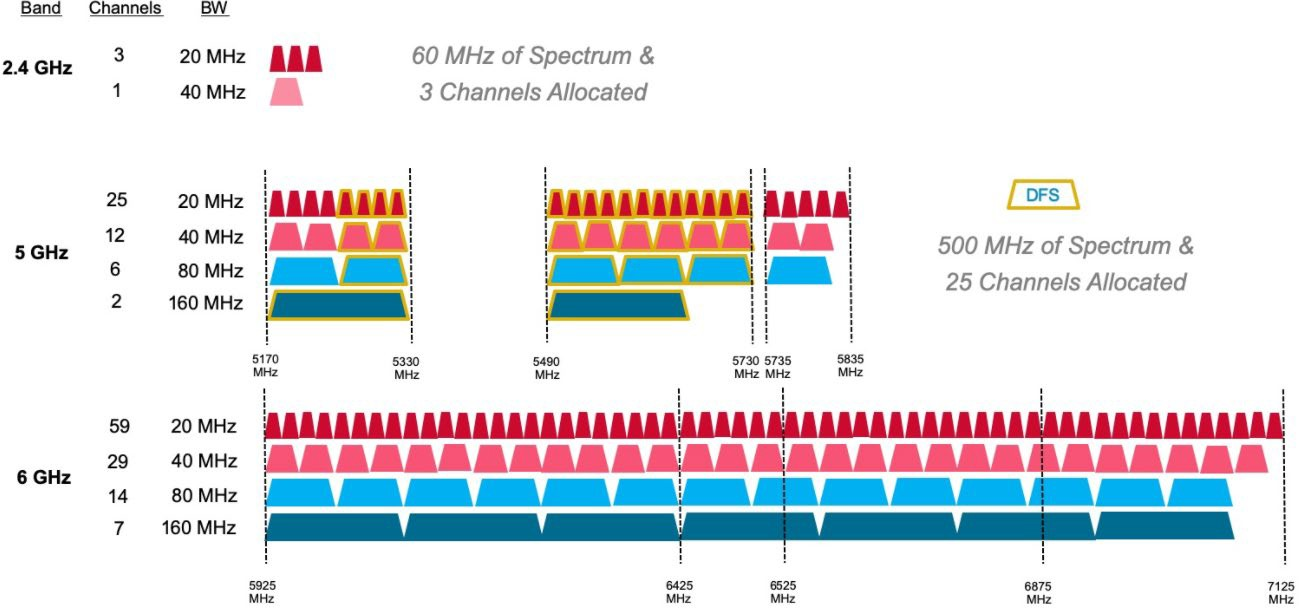 Band Channels BW
3 20 MHz
60 MHz of Spectrum &
2.4 GHz
1 40 MHz
3 Channels Allocated
25 20 MHz
DFS
12 40 MHz
5 GHz
500 MHz of Spectrum &
6 80 MHz
25 Channels Allocated
2 160 MHz
5170 MHz
5330 MHz
5490 MHz
5730 MHz
5735 MHz
5835 MHz
59 20 MHz
29 40 MHz
6 GHz
14 80 MHz
7 160 MHz
5925 MHz
6425 MHz
6525 MHz
6875 MHz
7125 MHz